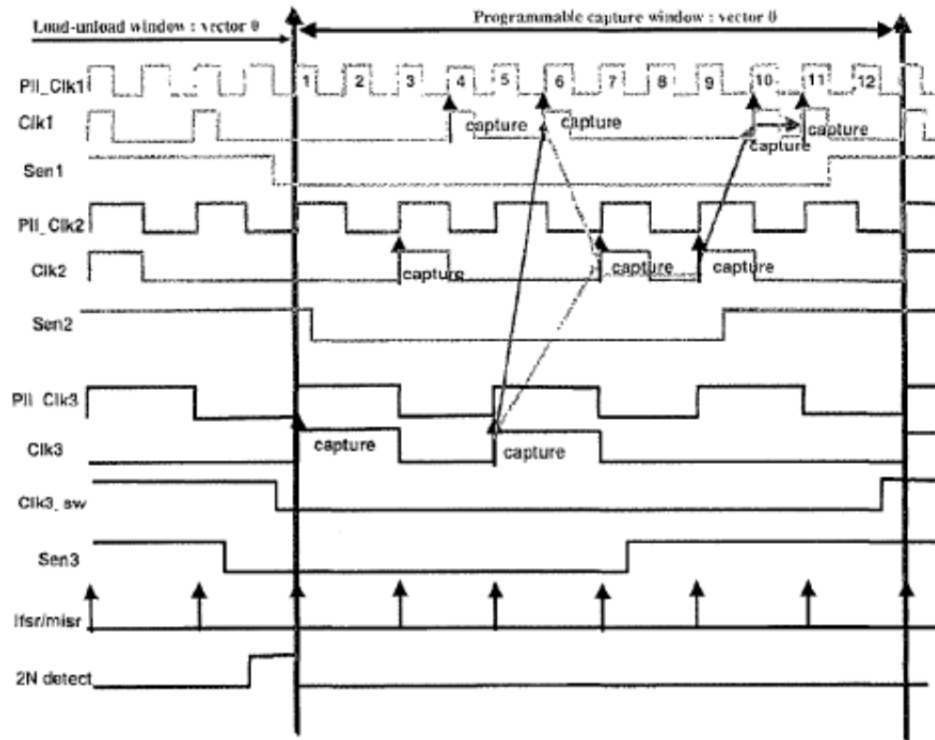 Load-unload window : vector 0
Programmable capture window : vector 0
Pll_Clk1
1 2 3 4 5 6 7 8 9 10 11 12
Clk1
capture capture capture capture
Sen1
Pll_Clk2
Clk2
capture capture capture
Sen2
Pll_Clk3
Clk3
capture capture
Clk3_sw
Sen3
lfsr/misr
2N detect